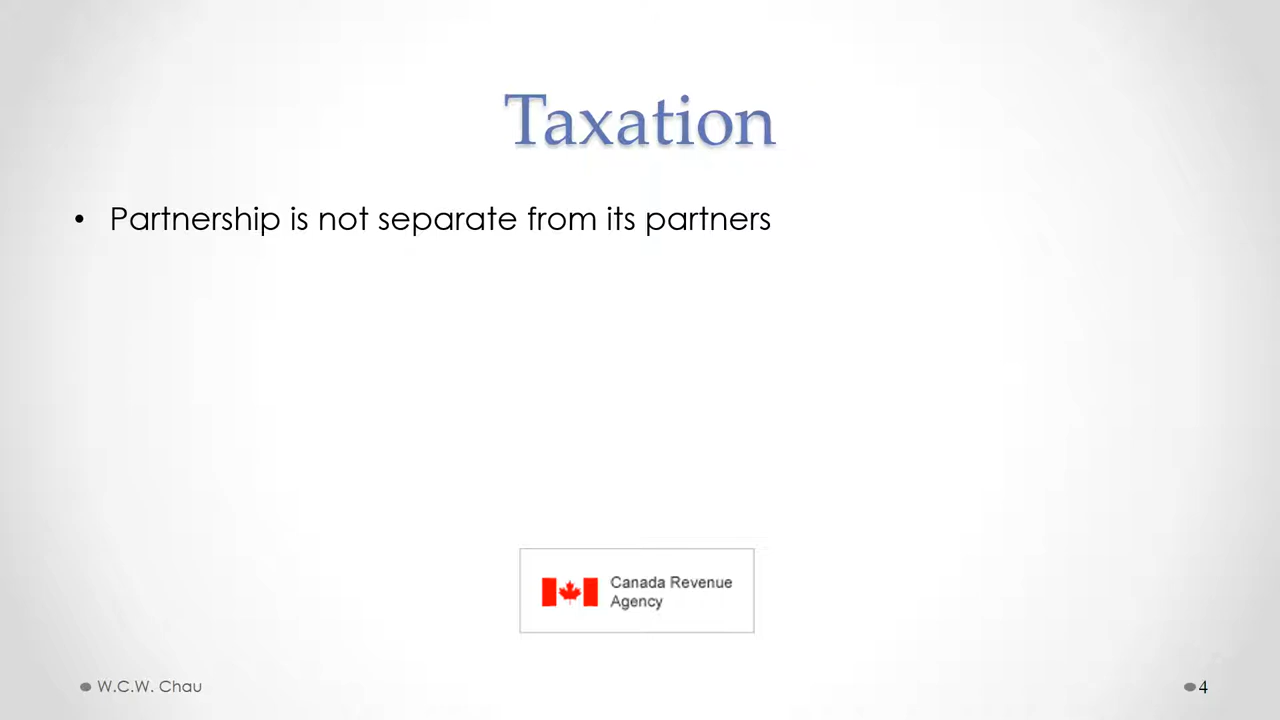 Taxation
• Partnership is not separate from its partners
Canada Revenue
Agency
W.C.W. Chau
4